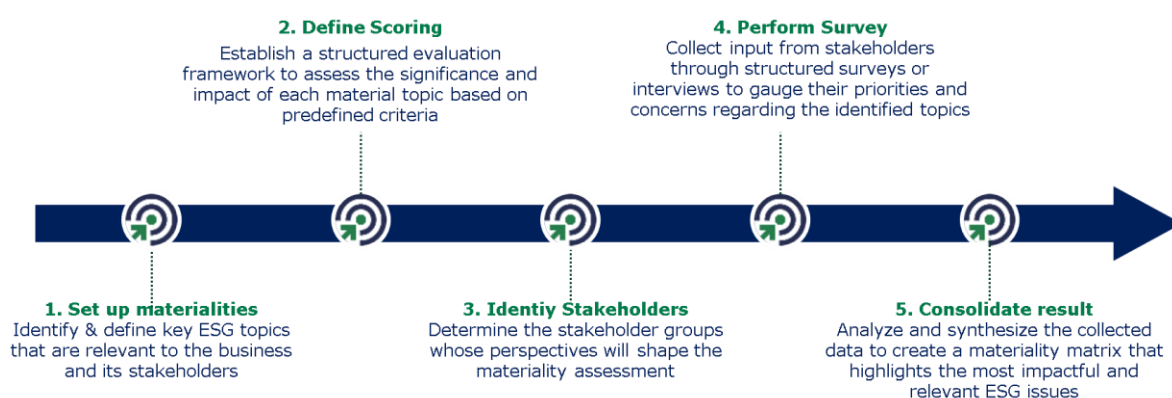 1. Set up materialities
Identify & define key ESG topics
that are relevant to the business
and its stakeholders
2. Define Scoring
Establish a structured evaluation
framework to assess the significance and
impact of each material topic based on
predefined criteria
3. Identiy Stakeholders
Determine the stakeholder groups
whose perspectives will shape the
materiality assessment
4. Perform Survey
Collect input from stakeholders
through structured surveys or
interviews to gauge their priorities and
concerns regarding the identified topics
5. Consolidate result
Analyze and synthesize the collected
data to create a materiality matrix that
highlights the most impactful and
relevant ESG issues